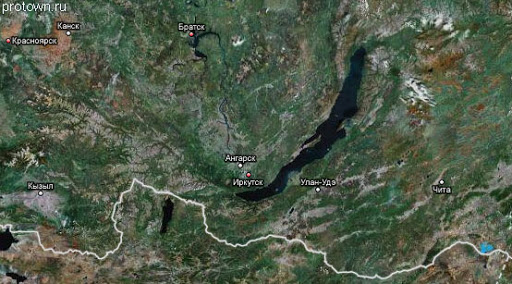 protown.ru
Канск
Братск
Красноярск
Ангарск
Иркутск
Улан-Удэ
Чита
Кызыл